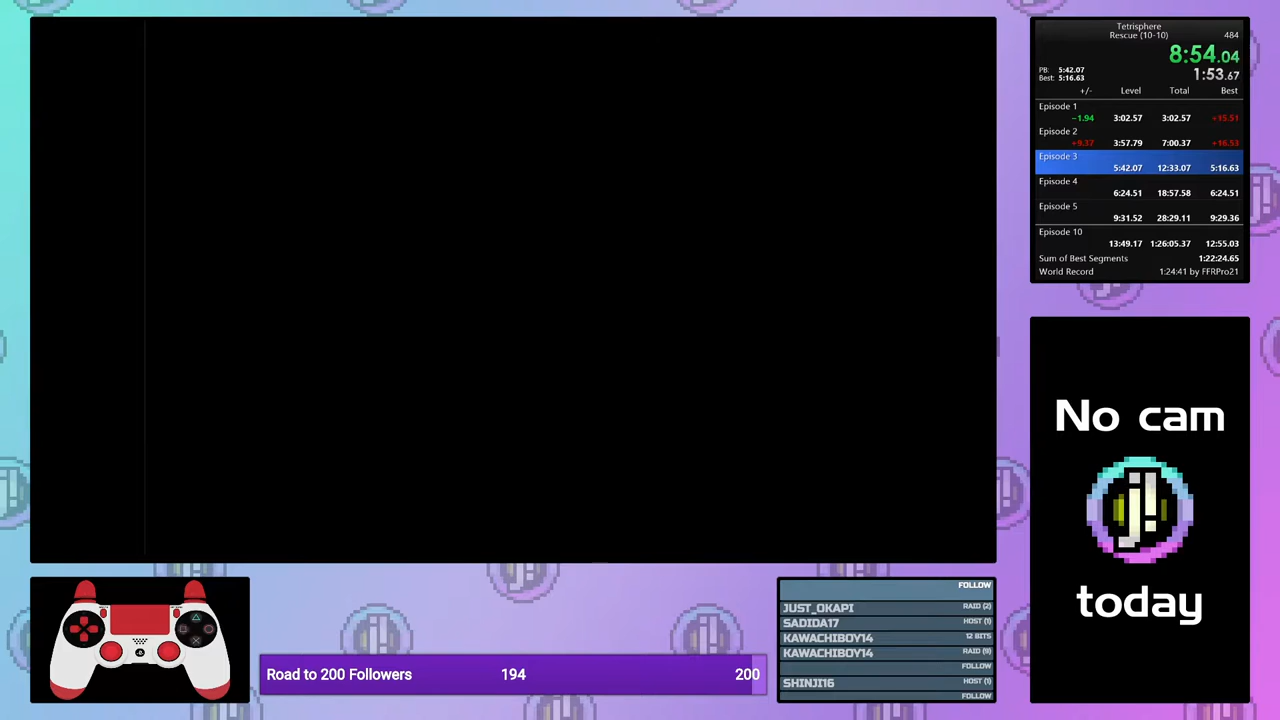 Tetrisphere
Rescue (10-10) 484
8:54.04
PB: 5:42.07
Best: 5:16.63
1:53.67
+/- Level Total Best
Episode 1
−1.94 3:02.57 3:02.57 +15.51
Episode 2
+9.37 3:57.79 7:00.37 +16.53
Episode 3
5:42.07 12:33.07 5:16.63
Episode 4
6:24.51 18:57.58 6:24.51
Episode 5
9:31.52 28:29.11 9:29.36
Episode 10
13:49.17 1:26:05.37 12:55.03
Sum of Best Segments 1:22:24.65
World Record 1:24:41 by FFRPro21
No cam
today
Road to 200 Followers 194 200
FOLLOW
JUST_OKAPI RAID (2)
SADIDA17 HOST (1)
KAWACHIBOY14 12 BITS
KAWACHIBOY14 RAID (9)
FOLLOW
SHINJI16 HOST (1)
FOLLOW